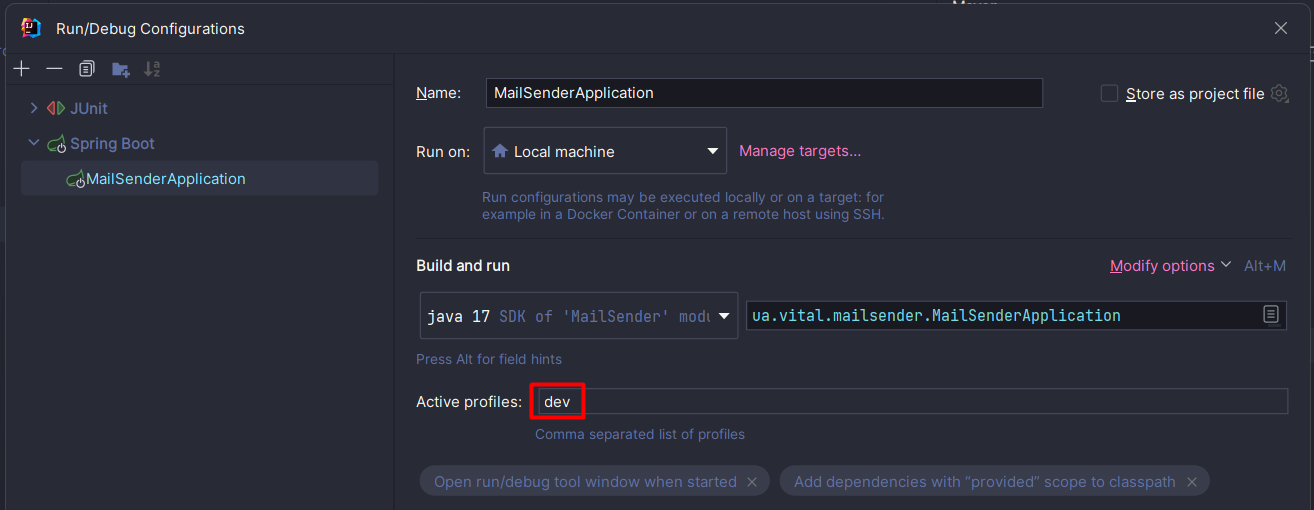 Run/Debug Configurations
JUnit
Spring Boot
MailSenderApplication
Name:
MailSenderApplication
Store as project file
Run on:
Local machine
Manage targets...
Run configurations may be executed locally or on a target: for
example in a Docker Container or on a remote host using SSH.
Build and run
Modify options
Alt+M
java 17 SDK of 'MailSender' modu
ua.vital.mailsender.MailSenderApplication
Press Alt for field hints
Active profiles:
dev
Comma separated list of profiles
Open run/debug tool window when started
Add dependencies with “provided” scope to classpath